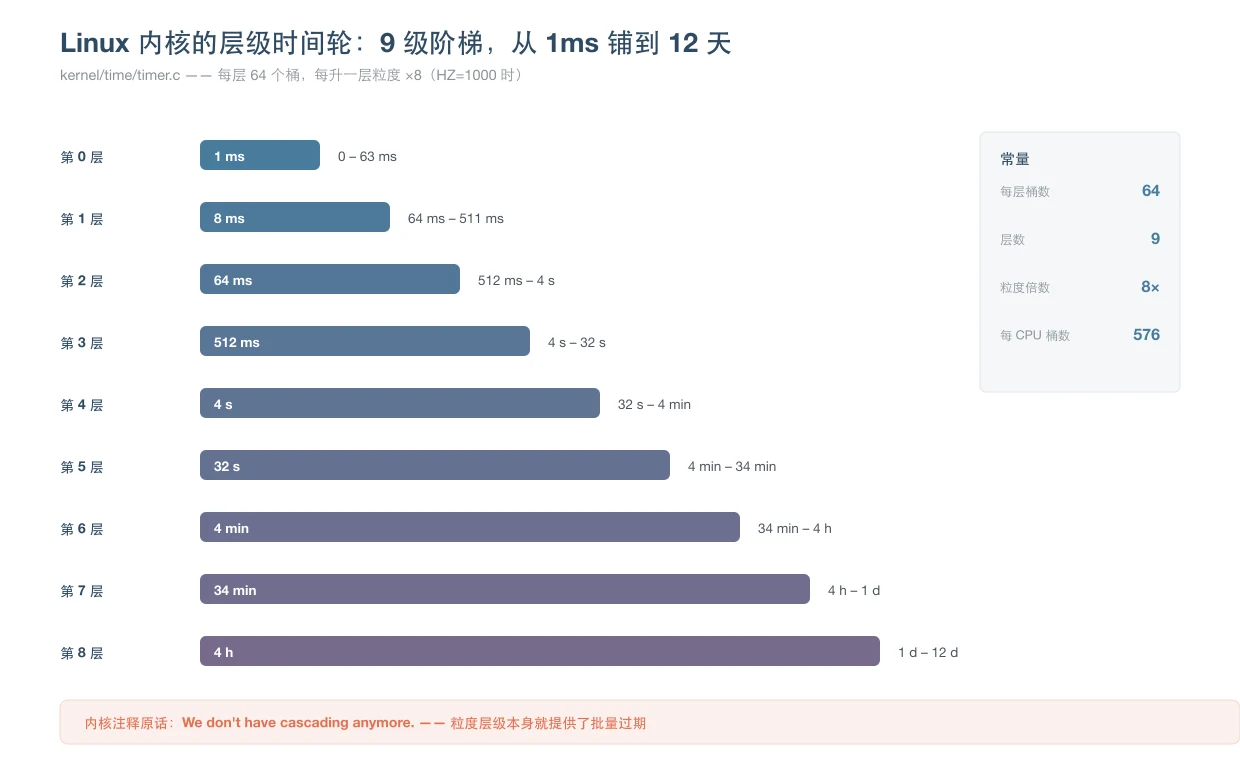 Linux 内核的层级时间轮：9 级阶梯，从 1ms 铺到 12 天
kernel/time/timer.c —— 每层 64 个桶，每升一层粒度 ×8（HZ=1000 时）
第 0 层 1 ms 0 – 63 ms
第 1 层 8 ms 64 ms – 511 ms
第 2 层 64 ms 512 ms – 4 s
第 3 层 512 ms 4 s – 32 s
第 4 层 4 s 32 s – 4 min
第 5 层 32 s 4 min – 34 min
第 6 层 4 min 34 min – 4 h
第 7 层 34 min 4 h – 1 d
第 8 层 4 h 1 d – 12 d
常量
每层桶数 64
层数 9
粒度倍数 8×
每 CPU 桶数 576
内核注释原话：We don't have cascading anymore. —— 粒度层级本身就提供了批量过期